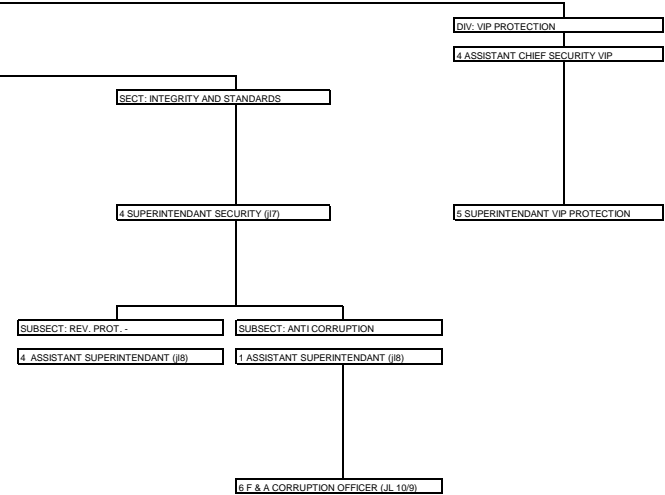 DIV: VIP PROTECTION
4 ASSISTANT CHIEF SECURITY VIP
SECT: INTEGRITY AND STANDARDS
4 SUPERINTENDANT SECURITY (jl7)
5 SUPERINTENDANT VIP PROTECTION
SUBSECT: REV. PROT. -
SUBSECT: ANTI CORRUPTION
4 ASSISTANT SUPERINTENDANT (jl8)
1 ASSISTANT SUPERINTENDANT (jl8)
6 F & A CORRUPTION OFFICER (JL 10/9)